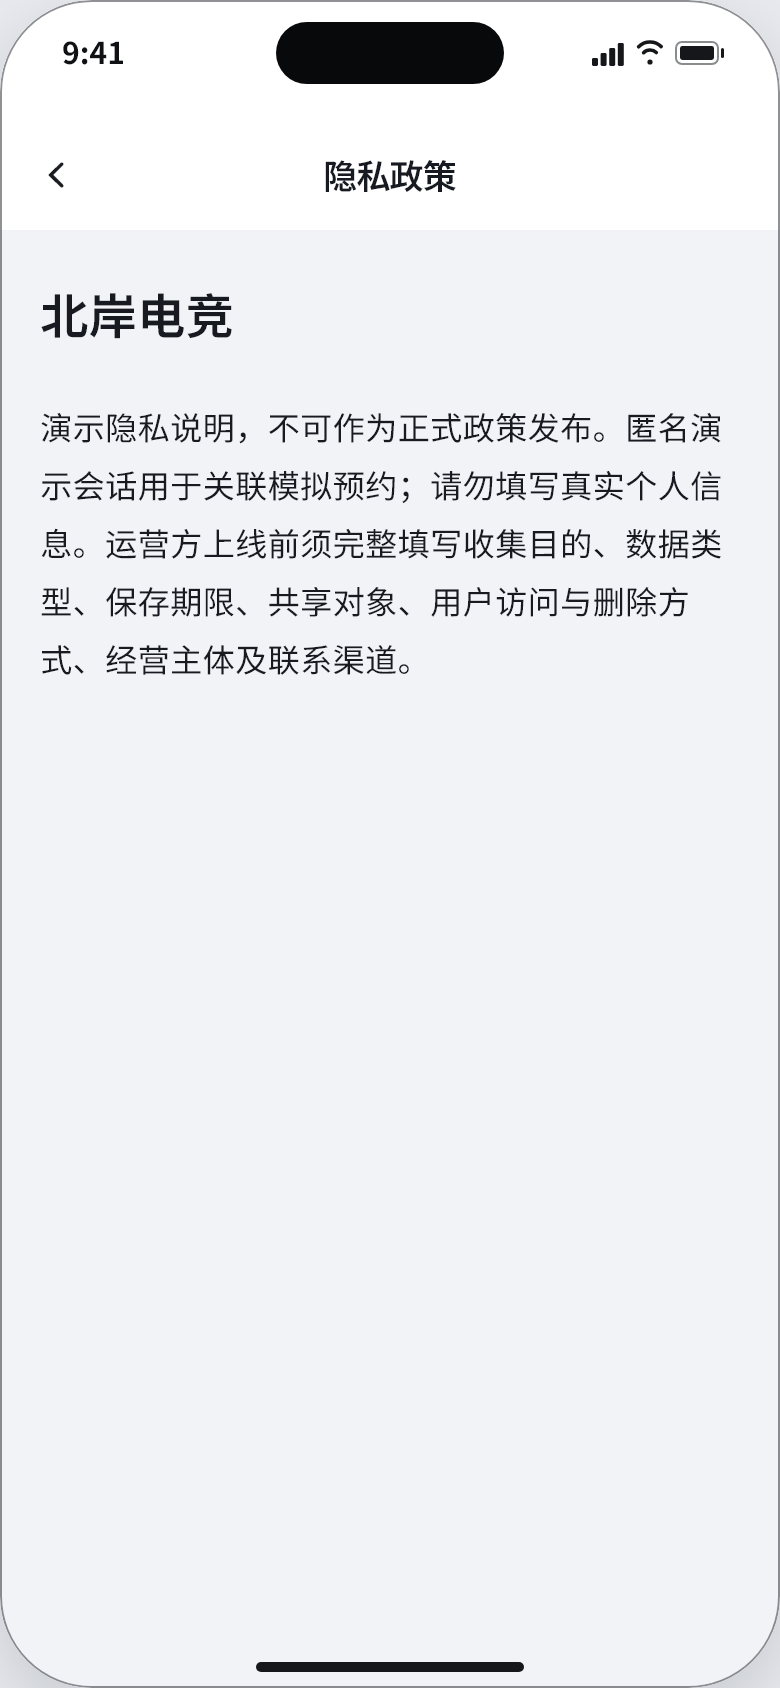 9:41
隐私政策
北岸电竞
演示隐私说明，不可作为正式政策发布。匿名演
示会话用于关联模拟预约；请勿填写真实个人信
息。运营方上线前须完整填写收集目的、数据类
型、保存期限、共享对象、用户访问与删除方
式、经营主体及联系渠道。